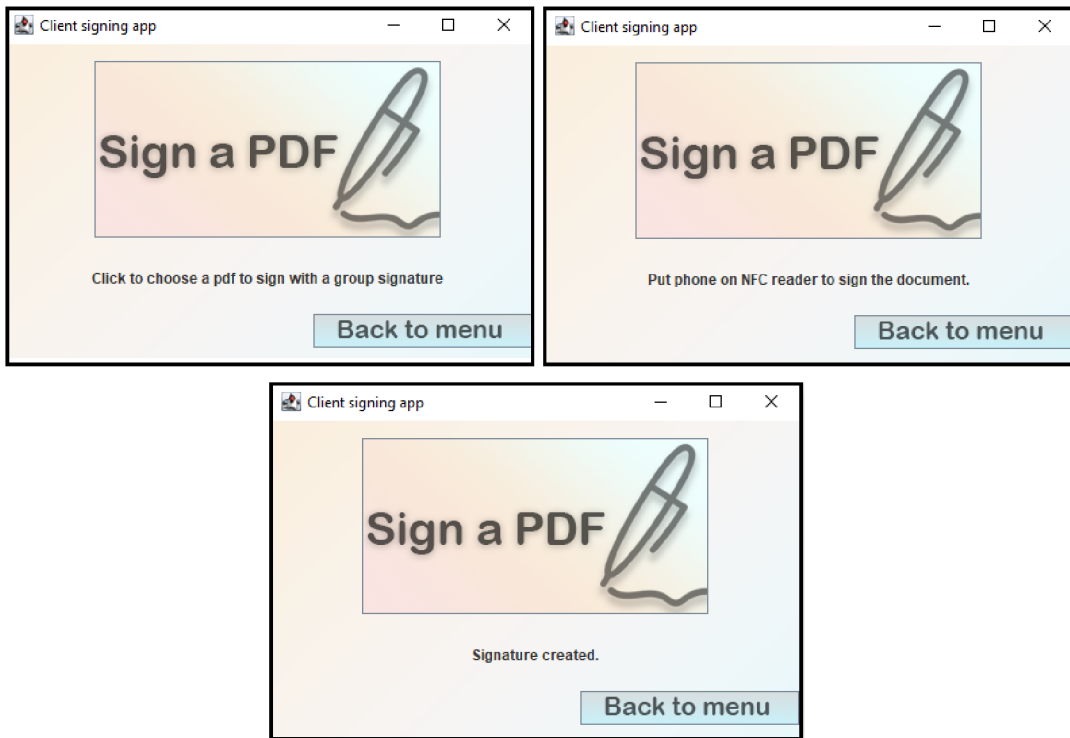 Client signing app
Sign a PDF
Click to choose a pdf to sign with a group signature
Back to menu
Client signing app
Sign a PDF
Put phone on NFC reader to sign the document.
Back to menu
Client signing app
Sign a PDF
Signature created.
Back to menu